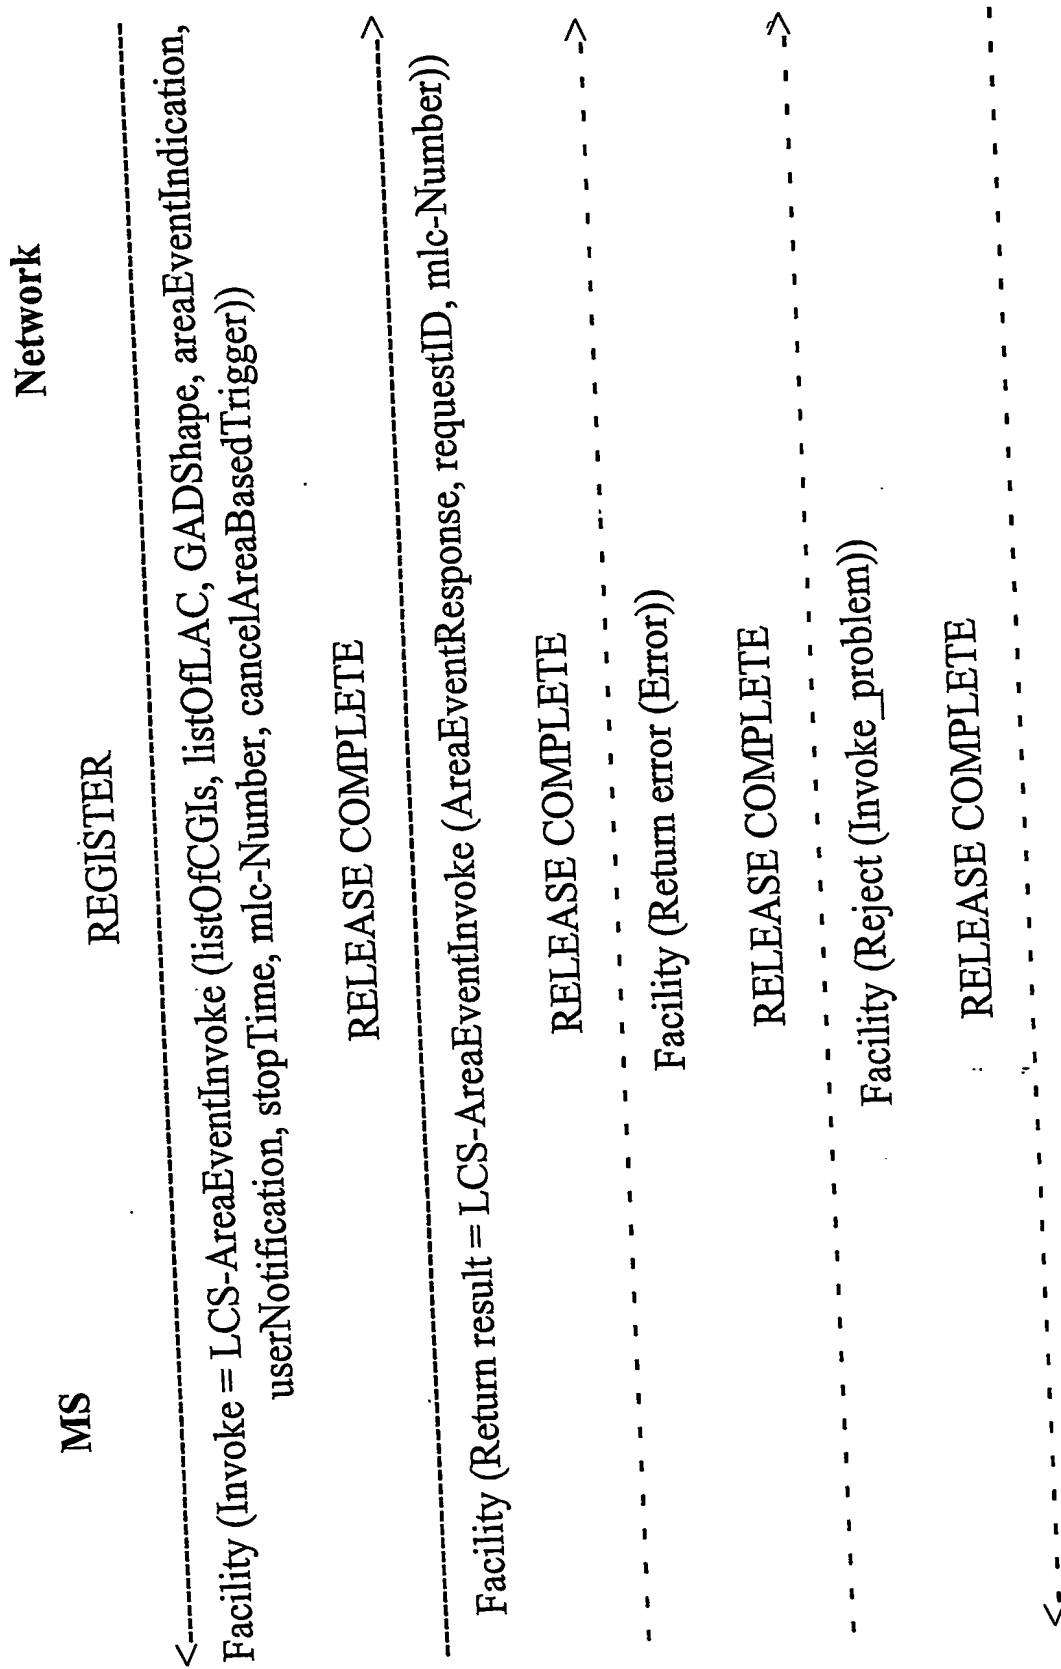 MS Network
REGISTER
Facility (Invoke = LCS-AreaEventInvoke (listOfCGIs, listOfLAC, GADShape, areaEventIndication,
userNotification, stopTime, mlc-Number, cancelAreaBasedTrigger))
RELEASE COMPLETE
Facility (Return result = LCS-AreaEventInvoke (AreaEventResponse, requestID, mlc-Number))
RELEASE COMPLETE
Facility (Return error (Error))
RELEASE COMPLETE
Facility (Reject (Invoke_problem))
RELEASE COMPLETE